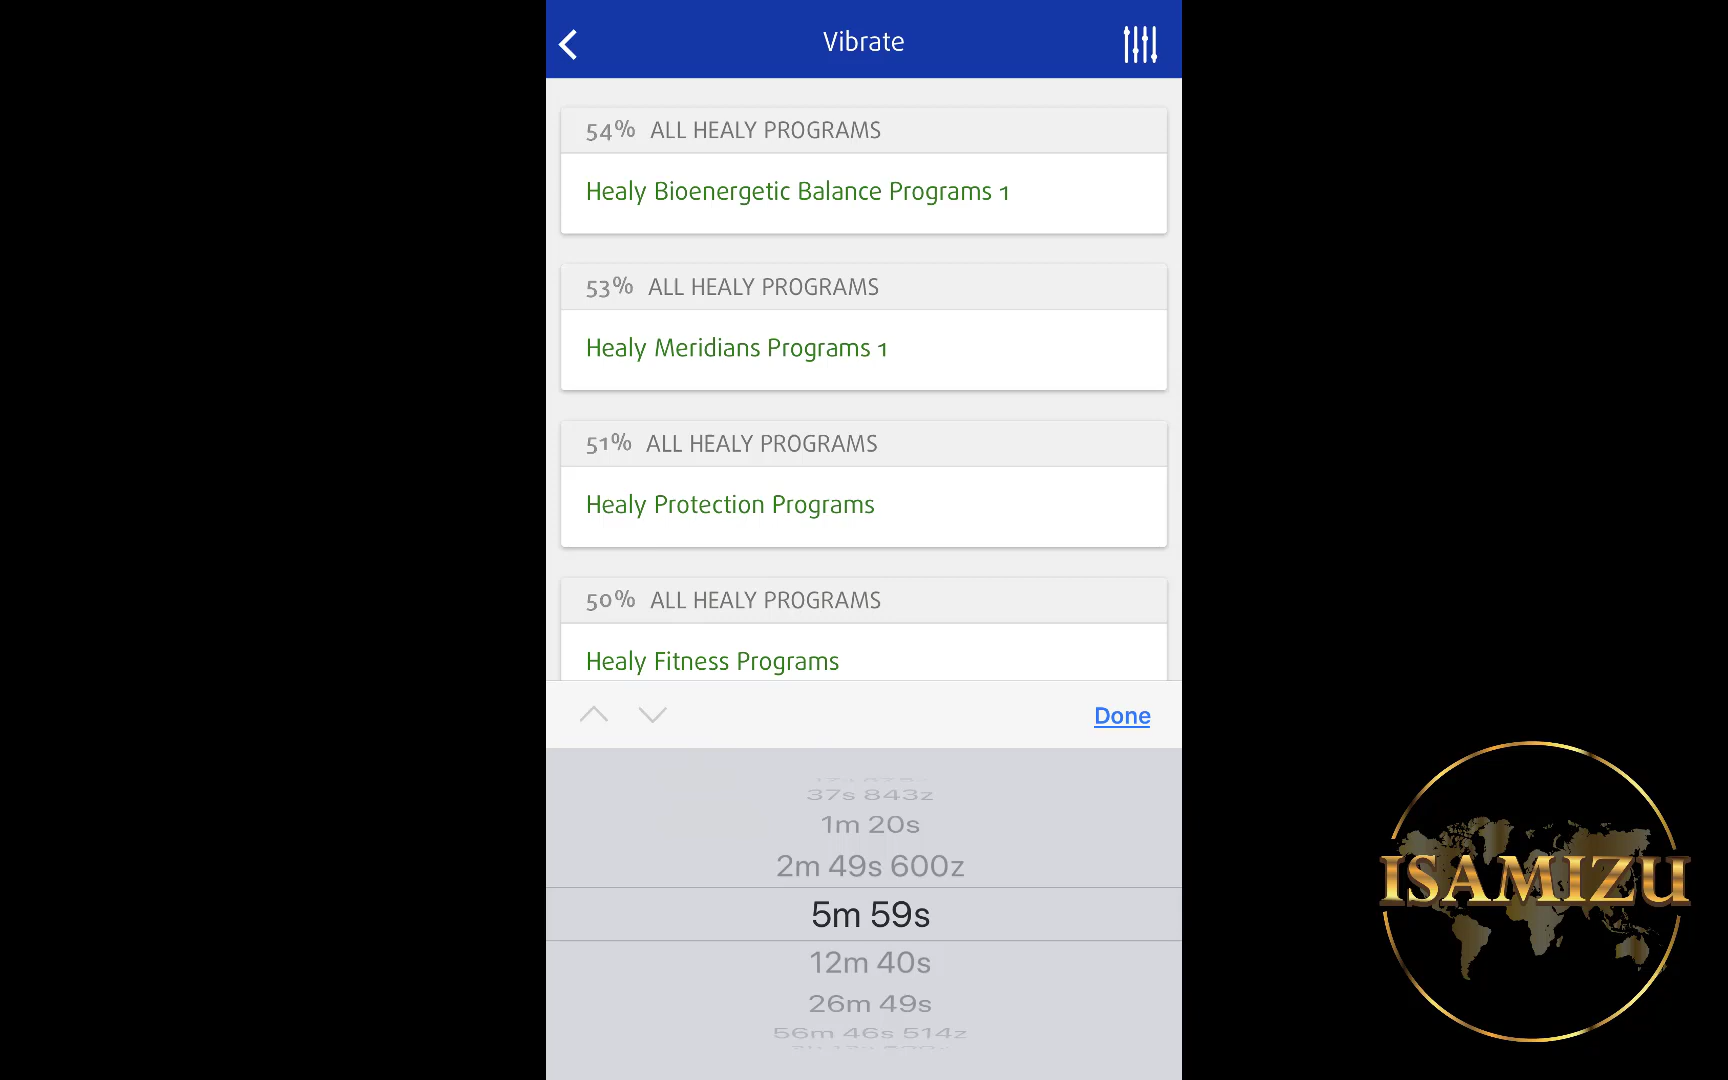 Vibrate
54% ALL HEALY PROGRAMS
Healy Bioenergetic Balance Programs 1
53% ALL HEALY PROGRAMS
Healy Meridians Programs 1
51% ALL HEALY PROGRAMS
Healy Protection Programs
50% ALL HEALY PROGRAMS
Healy Fitness Programs
Done
37s 843z
1m 20s
2m 49s 600z
5m 59s
12m 40s
26m 49s
56m 46s 514z
ISAMIZU